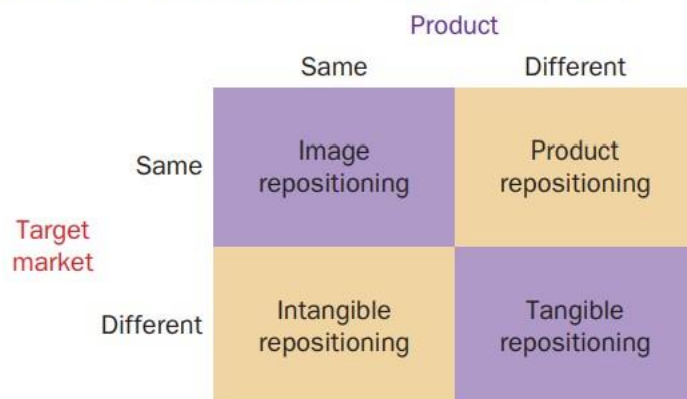 Product
Same
Different
Same
Image
repositioning
Product
repositioning
Target
market
Different
Intangible
repositioning
Tangible
repositioning